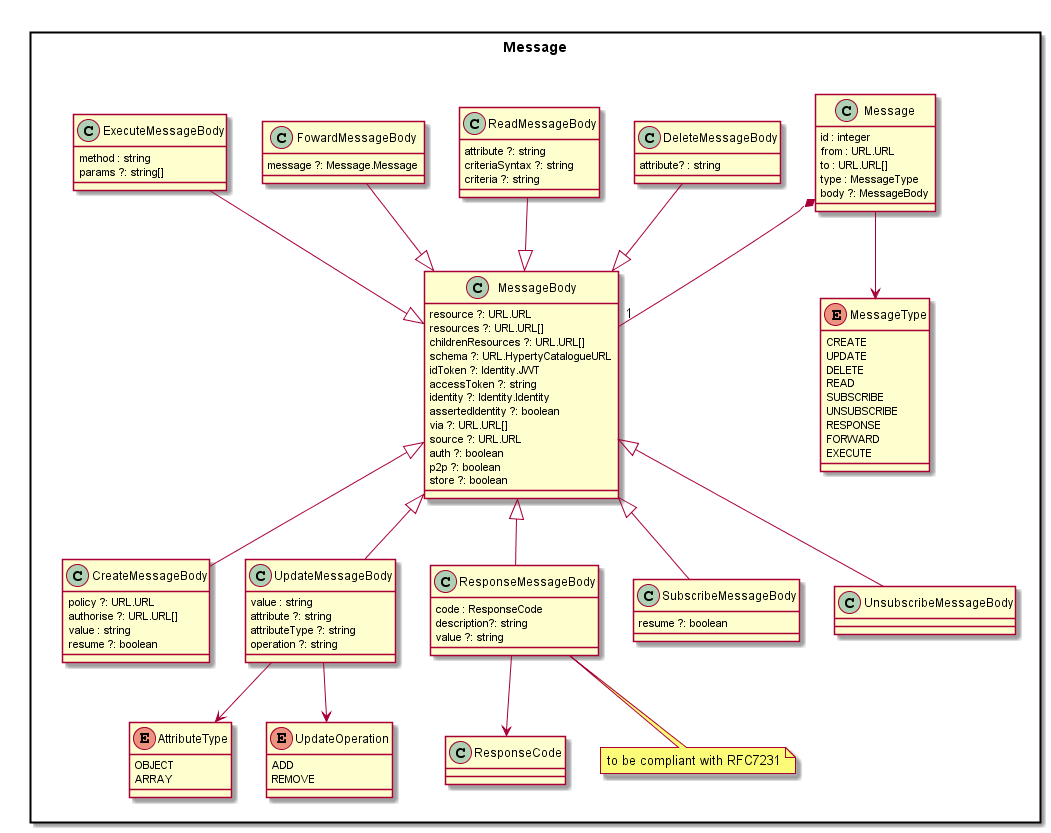 Message
C ExecuteMessageBody
method : string
params ?: string[]
C FowardMessageBody
message ?: Message.Message
C ReadMessageBody
attribute ?: string
criteriaSyntax ?: string
criteria ?: string
C DeleteMessageBody
attribute? : string
C Message
id : integer
from : URL.URL
to : URL.URL[]
type : MessageType
body ?: MessageBody
C MessageBody
resource ?: URL.URL
resources ?: URL.URL[]
childrenResources ?: URL.URL[]
schema ?: URL.HypertyCatalogueURL
idToken ?: Identity.JWT
accessToken ?: string
identity ?: Identity.Identity
assertedIdentity ?: boolean
via ?: URL.URL[]
source ?: URL.URL
auth ?: boolean
p2p ?: boolean
store ?: boolean
1
E MessageType
CREATE
UPDATE
DELETE
READ
SUBSCRIBE
UNSUBSCRIBE
RESPONSE
FORWARD
EXECUTE
C CreateMessageBody
policy ?: URL.URL
authorise ?: URL.URL[]
value : string
resume ?: boolean
C UpdateMessageBody
value : string
attribute ?: string
attributeType ?: string
operation ?: string
C ResponseMessageBody
code : ResponseCode
description?: string
value ?: string
C SubscribeMessageBody
resume ?: boolean
C UnsubscribeMessageBody
E AttributeType
OBJECT
ARRAY
E UpdateOperation
ADD
REMOVE
C ResponseCode
to be compliant with RFC7231